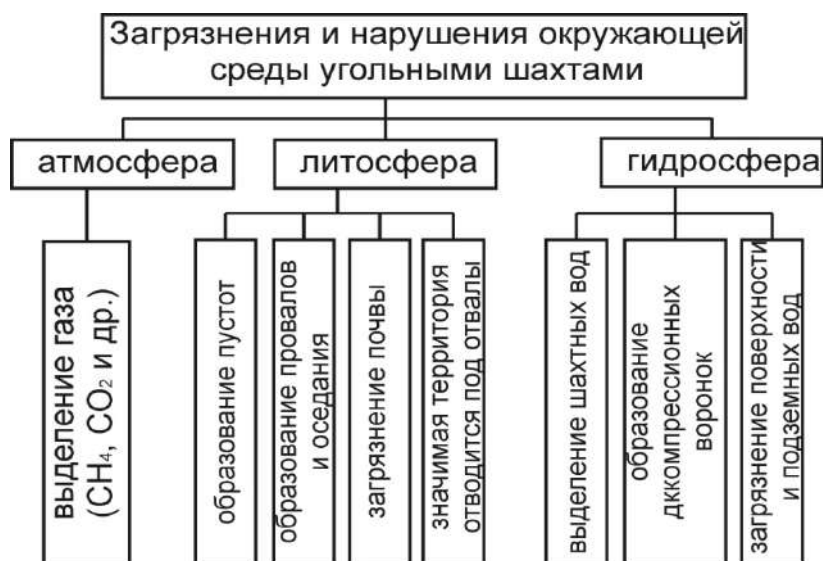 Загрязнения и нарушения окружающей
среды угольными шахтами
атмосфера
литосфера
гидросфера
выделение газа
(CH₄, CO₂ и др.)
образование пустот
образование провалов
и оседания
загрязнение почвы
значимая территория
отводится под отвалы
выделение шахтных вод
образование
дккомпрессионных
воронок
загрязнение поверхности
и подземных вод